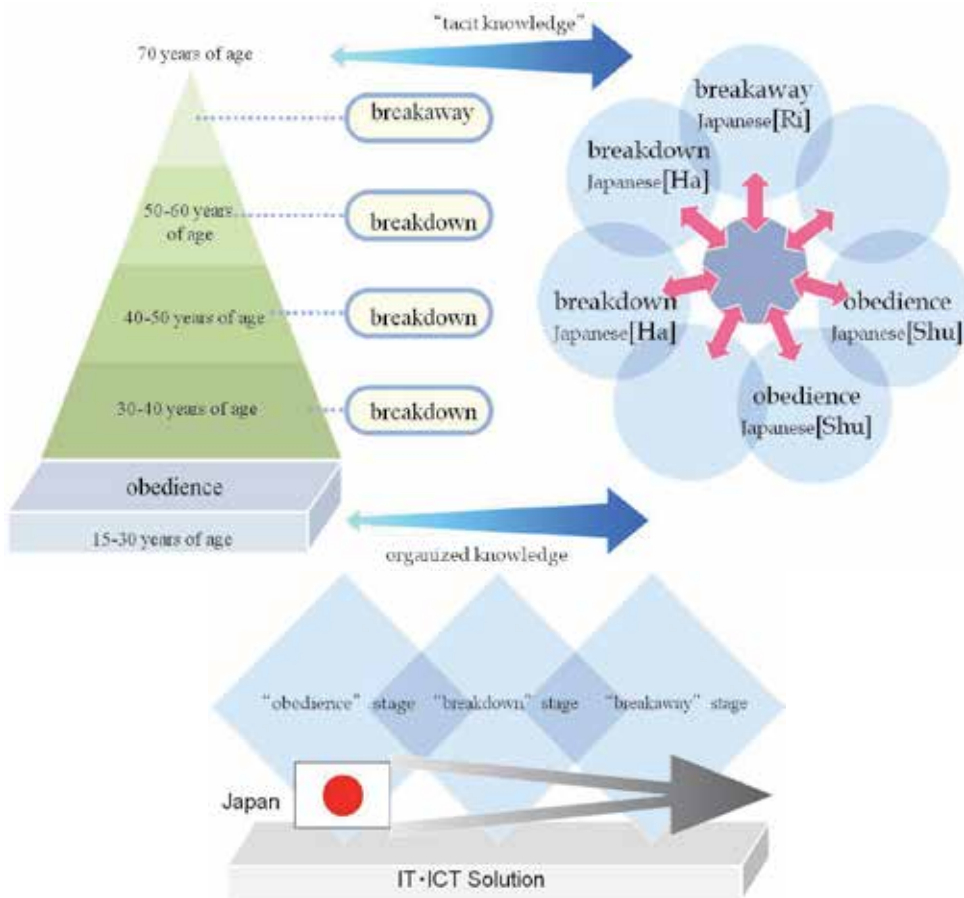 “tacit knowledge”
70 years of age
breakaway
50-60 years
of age
breakdown
40-50 years of age
breakdown
30-40 years of age
breakdown
obedience
15-30 years of age
breakaway
Japanese[Ri]
breakdown
Japanese[Ha]
breakdown
Japanese[Ha]
obedience
Japanese[Shu]
obedience
Japanese[Shu]
organized knowledge
“obedience” stage
“breakdown” stage
“breakaway” stage
Japan
IT・ICT Solution